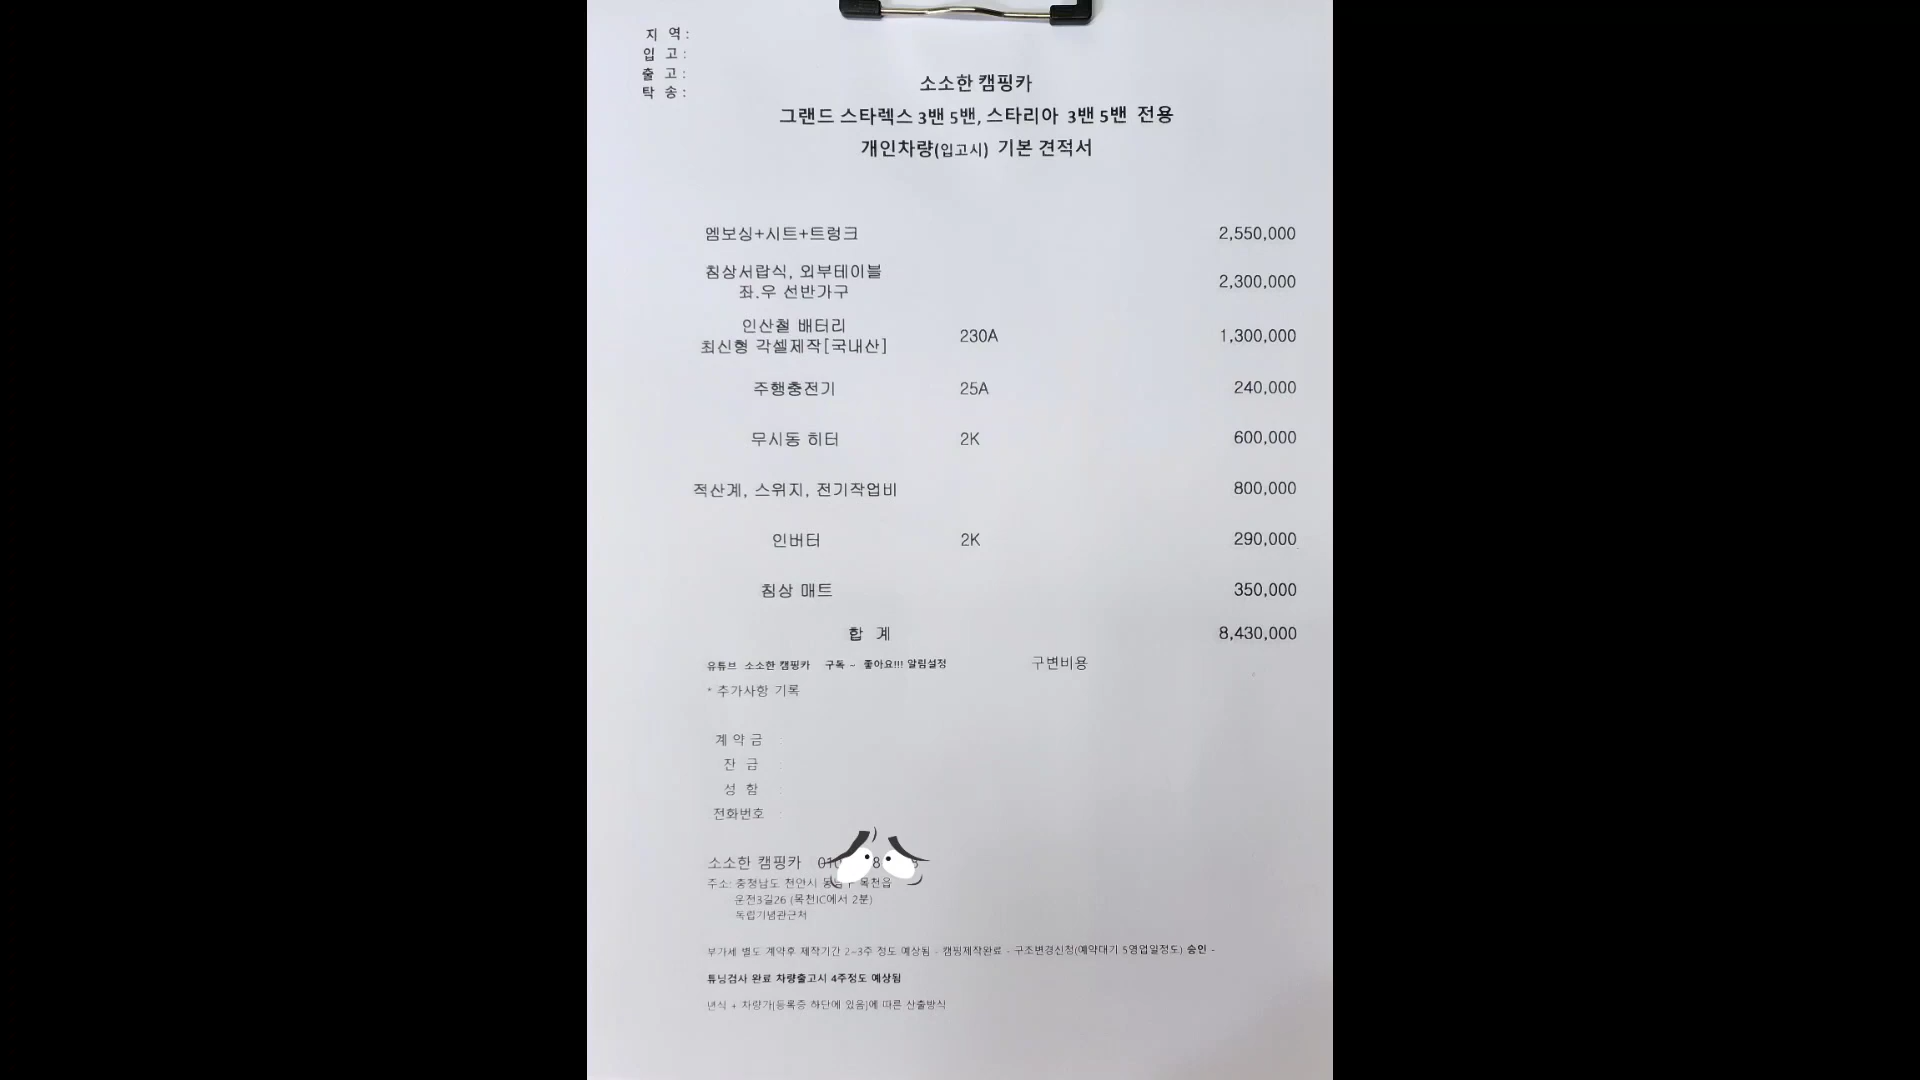 지 역 :
입 고 :
출 고 :
탁 송 :
소소한 캠핑카
그랜드 스타렉스 3밴 5밴, 스타리아 3밴 5밴 전용
개인차량(입고시) 기본 견적서
엠보싱+시트+트렁크 2,550,000
침상서랍식, 외부테이블
좌.우 선반가구 2,300,000
인산철 배터리
최신형 각셀제작[국내산] 230A 1,300,000
주행충전기 25A 240,000
무시동 히터 2K 600,000
적산계, 스위지, 전기작업비 800,000
인버터 2K 290,000
침상 매트 350,000
합 계 8,430,000
유튜브 소소한 캠핑카 구독 ~ 좋아요!!! 알림설정 구변비용
* 추가사항 기록
계 약 금 :
잔 금 :
성 함 :
전화번호 :
소소한 캠핑카
주소: 충청남도 천안시 목천읍
운전3길26 (목천IC에서 2분)
독립기념관근처
부가세 별도 계약후 제작기간 2~3주 정도 예상됨 - 캠핑제작완료 - 구조변경신청(예약대기 5영업일정도) 승인 -
튜닝검사 완료 차량출고시 4주정도 예상됨
년식 + 차량가[등록증 하단에 있음]에 따른 산출방식